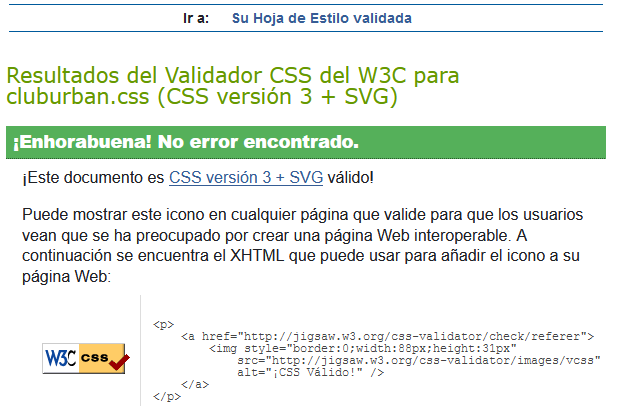 Ir a: Su Hoja de Estilo validada
Resultados del Validador CSS del W3C para
cluburban.css (CSS versión 3 + SVG)
¡Enhorabuena! No error encontrado.
¡Este documento es CSS versión 3 + SVG válido!
Puede mostrar este icono en cualquier página que valide para que los usuarios
vean que se ha preocupado por crear una página Web interoperable. A
continuación se encuentra el XHTML que puede usar para añadir el icono a su
página Web:
W3C css
<p>
    <a href="http://jigsaw.w3.org/css-validator/check/referer">
        <img style="border:0;width:88px;height:31px"
            src="http://jigsaw.w3.org/css-validator/images/vcss"
            alt="¡CSS Válido!" />
    </a>
</p>